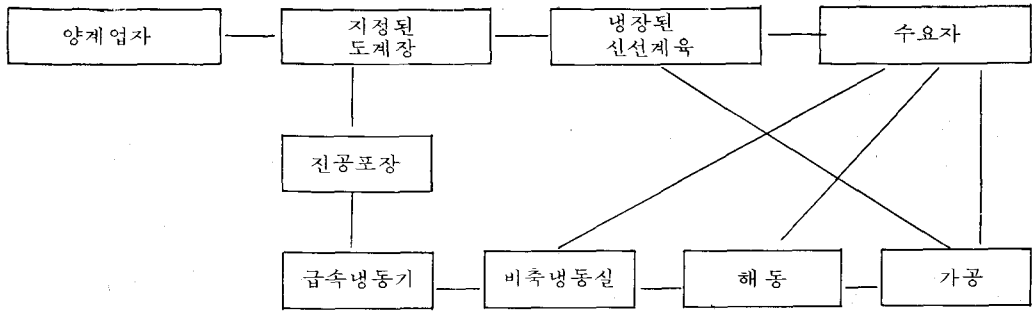 양계업자
지정된
도계장
냉장된
신선계육
수요자
진공포장
급속냉동기
비축냉동실
해동
가공